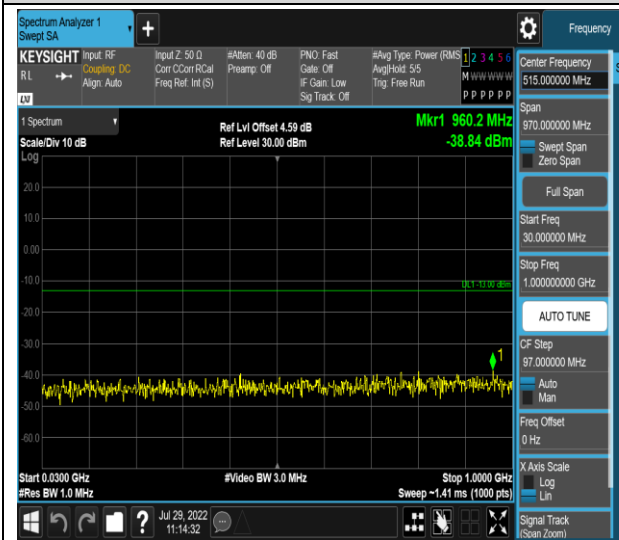 Spectrum Analyzer 1
Swept SA
Frequency
KEYSIGHT
RL
LXI
Input: RF
Coupling: DC
Align: Auto
Input Z: 50 Ω
Corr CCorr RCal
Freq Ref: Int (S)
#Atten: 40 dB
Preamp: Off
PNO: Fast
Gate: Off
IF Gain: Low
Sig Track: Off
#Avg Type: Power (RMS
Avg|Hold: 5/5
Trig: Free Run
1 2 3 4 5 6
M W W W W W
P P P P P P
Center Frequency
515.000000 MHz
Span
970.000000 MHz
Swept Span
Zero Span
Full Span
Start Freq
30.000000 MHz
Stop Freq
1.000000000 GHz
AUTO TUNE
CF Step
97.000000 MHz
Auto
Man
Freq Offset
0 Hz
X Axis Scale
Log
Lin
Signal Track
(Span Zoom)
1 Spectrum
Scale/Div 10 dB
Log
Ref Lvl Offset 4.59 dB
Ref Level 30.00 dBm
Mkr1 960.2 MHz
-38.84 dBm
20.0
10.0
0.00
-10.0
DL1 -13.00 dBm
-20.0
-30.0
1
-40.0
-50.0
-60.0
Start 0.0300 GHz
#Video BW 3.0 MHz
Stop 1.0000 GHz
#Res BW 1.0 MHz
Sweep ~1.41 ms (1000 pts)
?
Jul 29, 2022
11:14:32